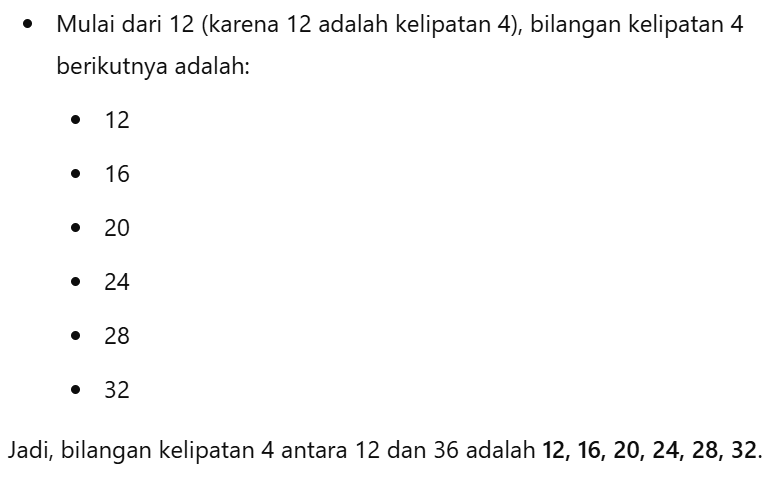 Mulai dari 12 (karena 12 adalah kelipatan 4), bilangan kelipatan 4
berikutnya adalah:
12
16
20
24
28
32
Jadi, bilangan kelipatan 4 antara 12 dan 36 adalah 12, 16, 20, 24, 28, 32.